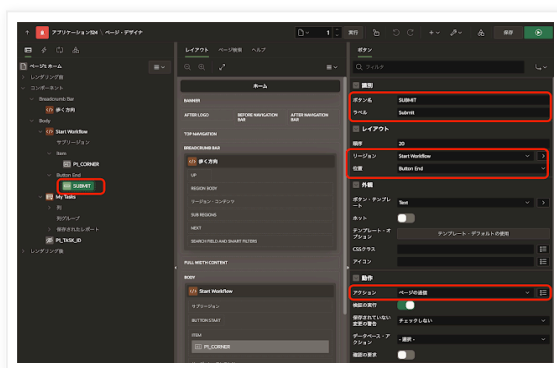 アプリケーション104 \ ページ・デザイナ
1
実行
保存
ページ1: ホーム
レンダリング前
コンポーネント
Breadcrumb Bar
歩く方向
Body
Start Workflow
サブリージョン
Item
P1_CORNER
Button End
SUBMIT
My Tasks
列
列グループ
保存されたレポート
P1_TASK_ID
レンダリング後
レイアウト
ページ検索
ヘルプ
ホーム
BANNER
AFTER LOGO
BEFORE NAVIGATION BAR
AFTER NAVIGATION BAR
TOP NAVIGATION
BREADCRUMB BAR
歩く方向
UP
REGION BODY
リージョン・コンテンツ
SUB REGIONS
NEXT
SEARCH FIELD AND SMART FILTERS
FULL WIDTH CONTENT
BODY
Start Workflow
サブリージョン
BUTTON START
ITEM
P1_CORNER
ボタン
フィルタ
識別
ボタン名 SUBMIT
ラベル Submit
レイアウト
順序 20
リージョン Start Workflow
位置 Button End
外観
ボタン・テンプレート Text
ホット
テンプレート・オプション テンプレート・デフォルトの使用
CSSクラス
アイコン
動作
アクション ページの送信
検証の実行
保存されていない変更の警告 チェックしない
データベース・アクション - 選択 -
確認の要求